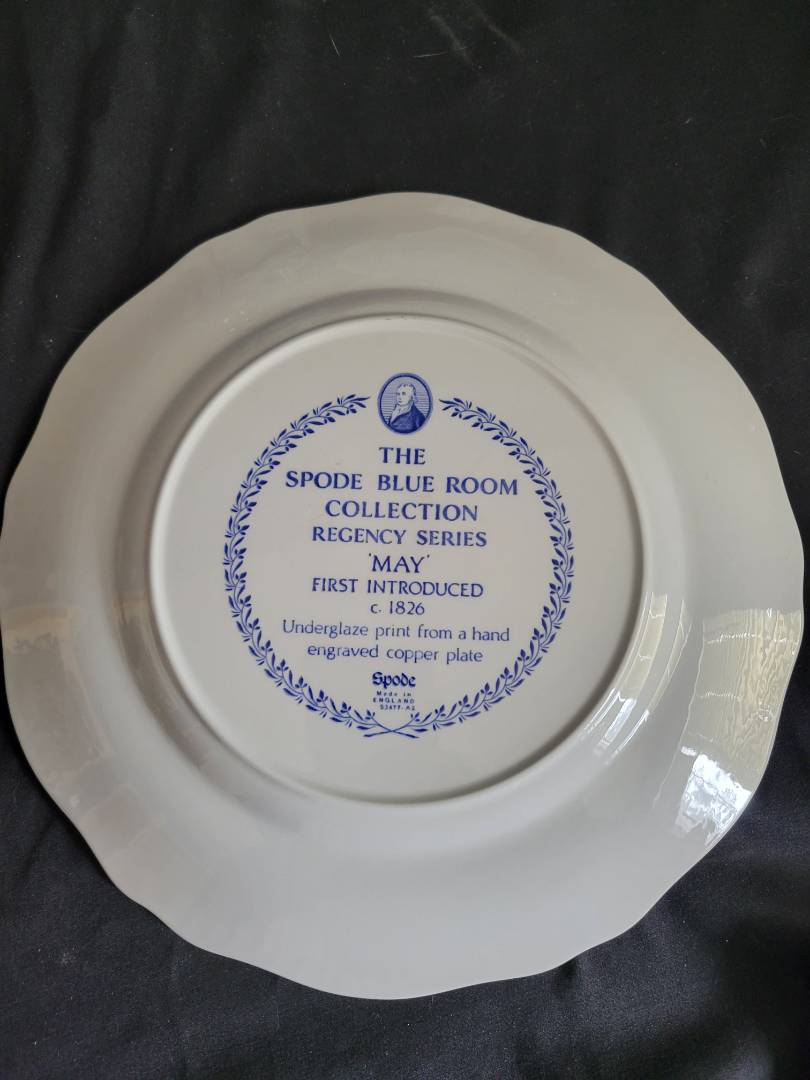 THE
SPODE BLUE ROOM
COLLECTION
REGENCY SERIES
'MAY'
FIRST INTRODUCED
c. 1826
Underglaze print from a hand
engraved copper plate
Spode
Made in
ENGLAND